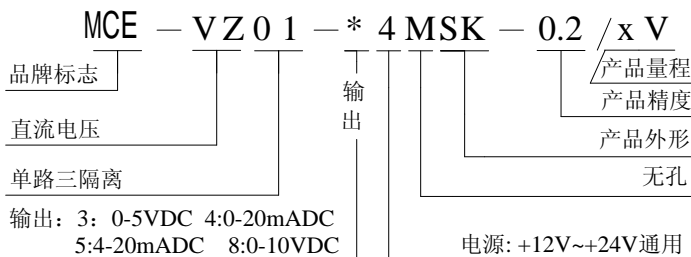 MCE － VZ01 － * 4 MSK － 0.2 / x V
品牌标志
产品量程
输出
产品精度
直流电压
产品外形
单路三隔离
无孔
输出：3：0-5VDC 4:0-20mADC
5:4-20mADC 8:0-10VDC
电源: +12V~+24V通用